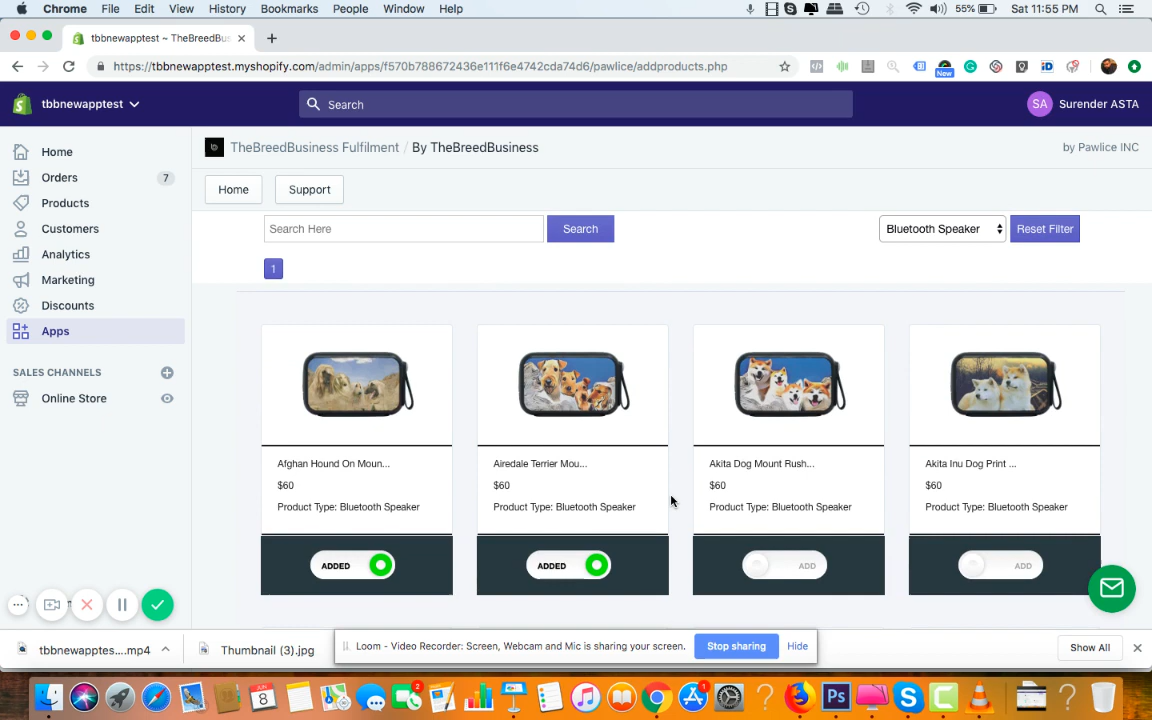 Chrome File Edit View History Bookmarks People Window Help 55% Sat 11:55 PM
tbbnewapptest ~ TheBreedBus
https://tbbnewapptest.myshopify.com/admin/apps/f570b788672436e111f6e4742cda74d6/pawlice/addproducts.php
New
iD
tbbnewapptest Search SA Surender ASTA
Home
Orders 7
Products
Customers
Analytics
Marketing
Discounts
Apps
SALES CHANNELS
Online Store
TheBreedBusiness Fulfilment / By TheBreedBusiness by Pawlice INC
Home Support
Search Here Search Bluetooth Speaker Reset Filter
1
Afghan Hound On Moun... Airedale Terrier Mou... Akita Dog Mount Rush... Akita Inu Dog Print ...
$60 $60 $60 $60
Product Type: Bluetooth Speaker Product Type: Bluetooth Speaker Product Type: Bluetooth Speaker Product Type: Bluetooth Speaker
ADDED ADDED ADD ADD
tbbnewapptes....mp4 Thumbnail (3).jpg Loom - Video Recorder: Screen, Webcam and Mic is sharing your screen. Stop sharing Hide Show All
JUN
8
2
1
Ps